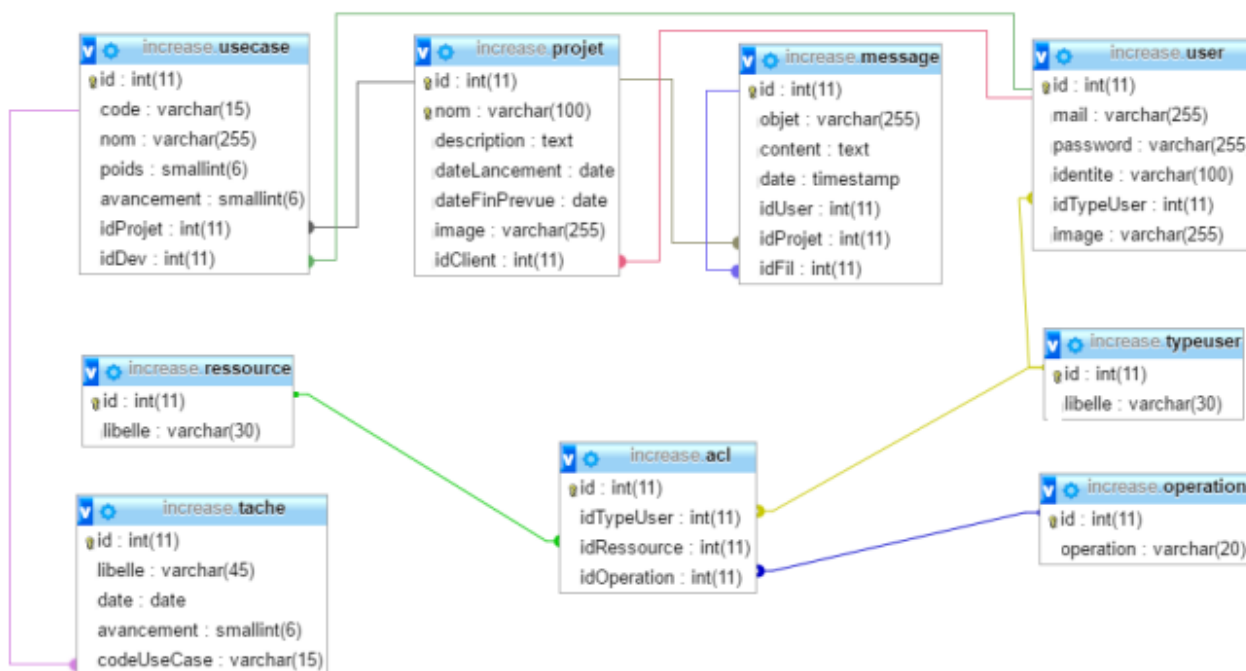 increase.usecase
id : int(11)
code : varchar(15)
nom : varchar(255)
poids : smallint(6)
avancement : smallint(6)
idProjet : int(11)
idDev : int(11)
increase.projet
id : int(11)
nom : varchar(100)
description : text
dateLancement : date
dateFinPrevue : date
image : varchar(255)
idClient : int(11)
increase.message
id : int(11)
objet : varchar(255)
content : text
date : timestamp
idUser : int(11)
idProjet : int(11)
idFil : int(11)
increase.user
id : int(11)
mail : varchar(255)
password : varchar(255
identite : varchar(100)
idTypeUser : int(11)
image : varchar(255)
increase.ressource
id : int(11)
libelle : varchar(30)
increase.typeuser
id : int(11)
libelle : varchar(30)
increase.acl
id : int(11)
idTypeUser : int(11)
idRessource : int(11)
idOperation : int(11)
increase.operation
id : int(11)
operation : varchar(20)
increase.tache
id : int(11)
libelle : varchar(45)
date : date
avancement : smallint(6)
codeUseCase : varchar(15)